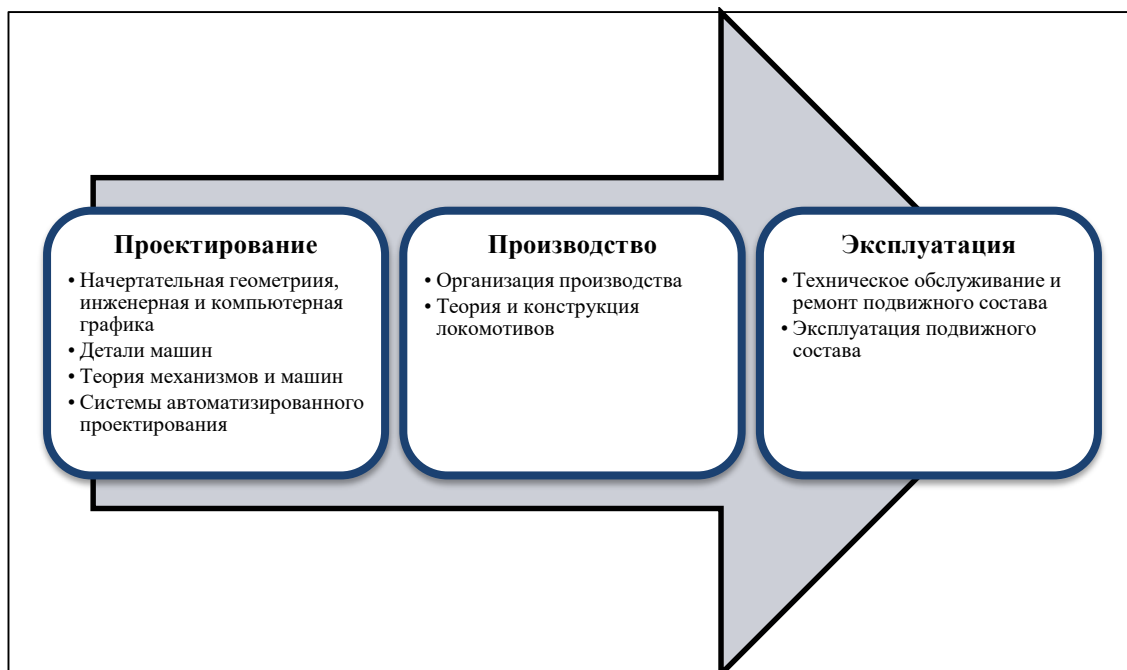 Проектирование
• Начертательная геометриия,
инженерная и компьютерная
графика
• Детали машин
• Теория механизмов и машин
• Системы автоматизированного
проектирования
Производство
• Организация производства
• Теория и конструкция
локомотивов
Эксплуатация
• Техническое обслуживание и
ремонт подвижного состава
• Эксплуатация подвижного
состава